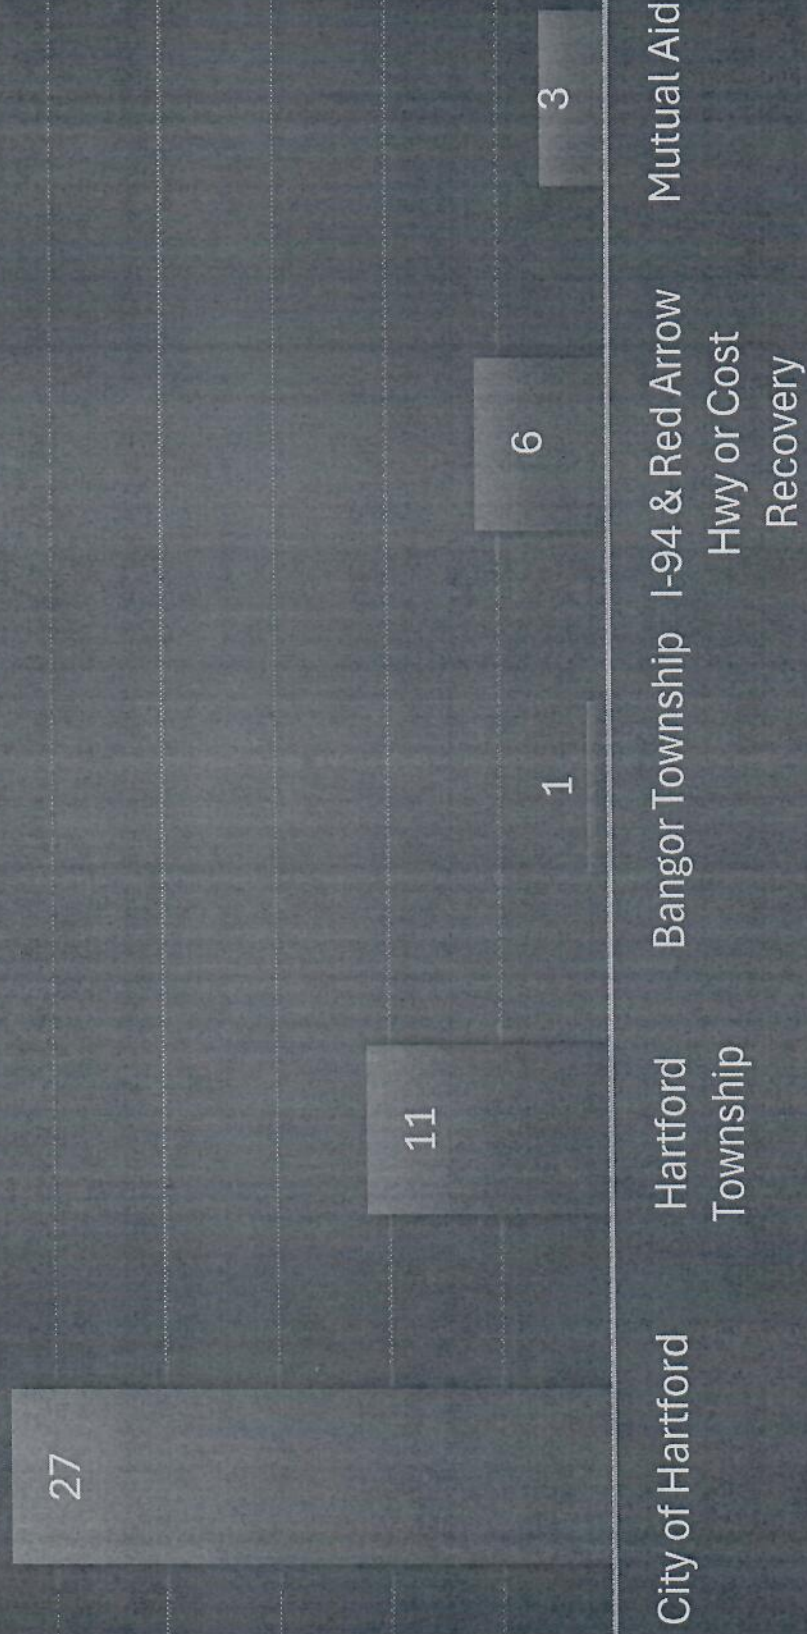 27
11
1
6
3
City of Hartford
Hartford
Township
Bangor Township
I-94 & Red Arrow
Hwy or Cost
Recovery
Mutual Aid